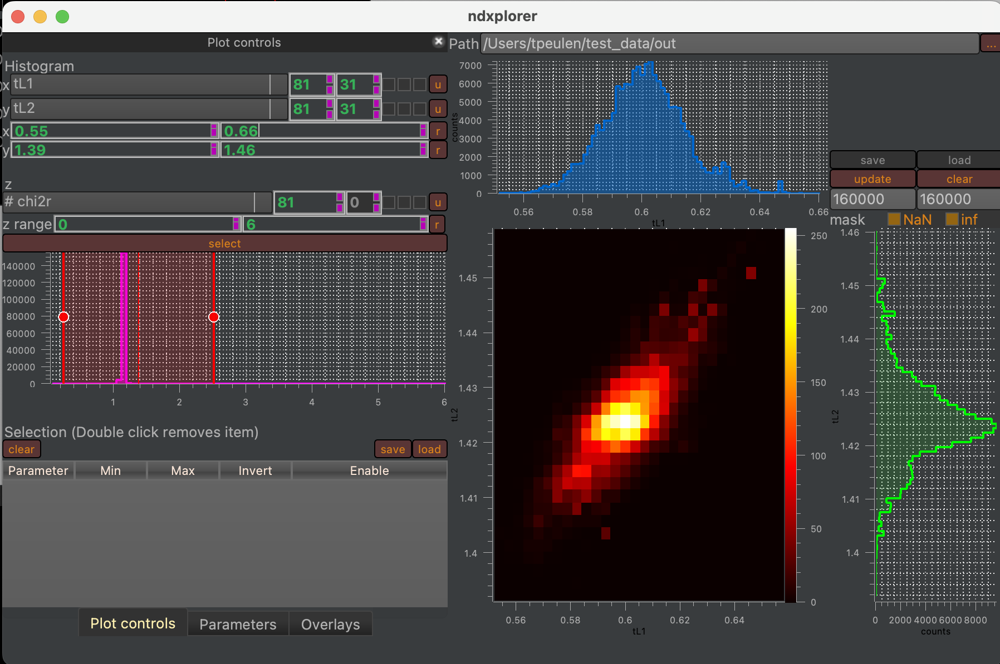 ndxplorer
Plot controls
Path /Users/tpeulen/test_data/out ...
Histogram
x tL1 81 31 u
y tL2 81 31 u
x 0.55 0.66 r
y 1.39 1.46 r
z
# chi2r 81 0 u
z range 0 6 r
select
140000
120000
100000
80000
60000
40000
20000
0
1 2 3 4 5 6
Selection (Double click removes item)
clear save load
Parameter Min Max Invert Enable
Plot controls Parameters Overlays
7000
6000
5000
4000
3000
2000
1000
0
counts
0.56 0.58 0.6 0.62 0.64 0.66
tL1
save load
update clear
160000 160000
mask NaN inf
1.45
1.44
1.43
1.42
1.41
1.4
tL2
0.56 0.58 0.6 0.62 0.64
tL1
250
200
150
100
50
0
1.46
1.45
1.44
1.43
1.42
1.41
1.4
tL2
0 2000 4000 6000 8000
counts